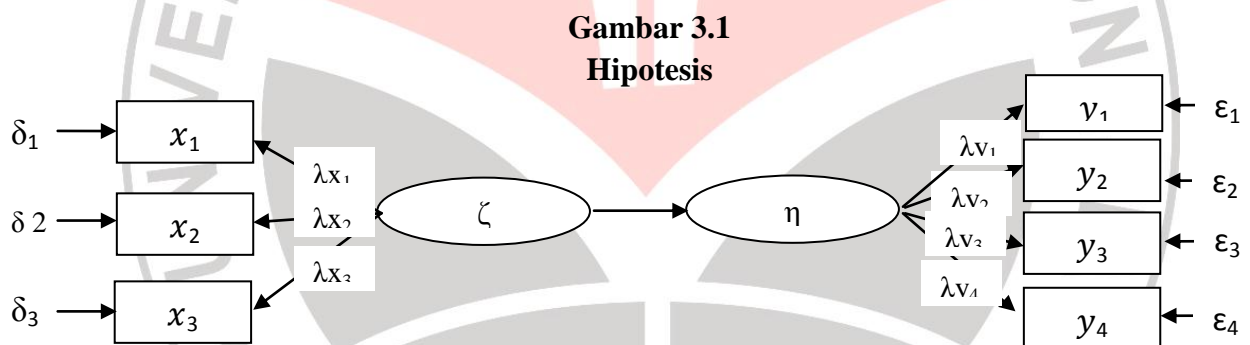 Gambar 3.1
Hipotesis
δ₁ x₁ λx₁ λy₁ y₁ ε₁
δ 2 x₂ λx₂ ζ η λy₂ y₂ ε₂
δ₃ x₃ λx₃ λy₃ y₃ ε₃
λy₄ y₄ ε₄